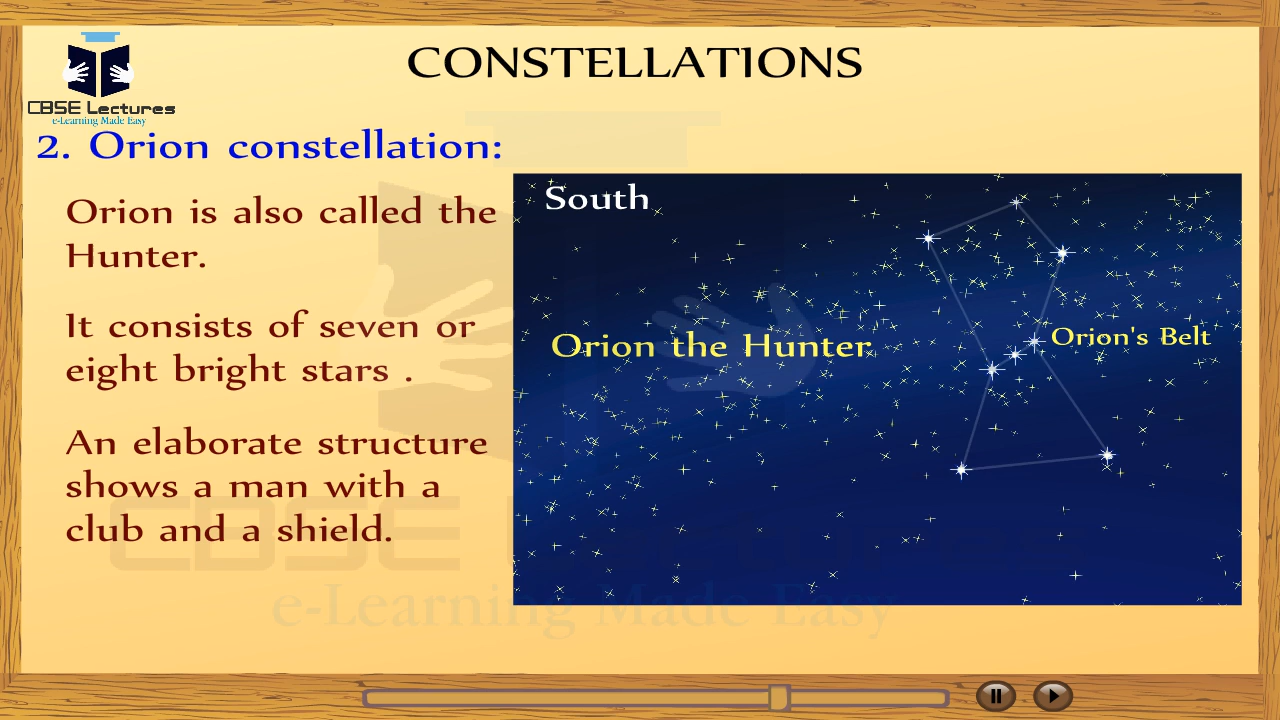 CONSTELLATIONS
CBSE Lectures
e-Learning Made Easy
2. Orion constellation:
Orion is also called the
Hunter.
It consists of seven or
eight bright stars .
An elaborate structure
shows a man with a
club and a shield.
South
Orion the Hunter
Orion's Belt
CBSE L
e-Learning Made Easy